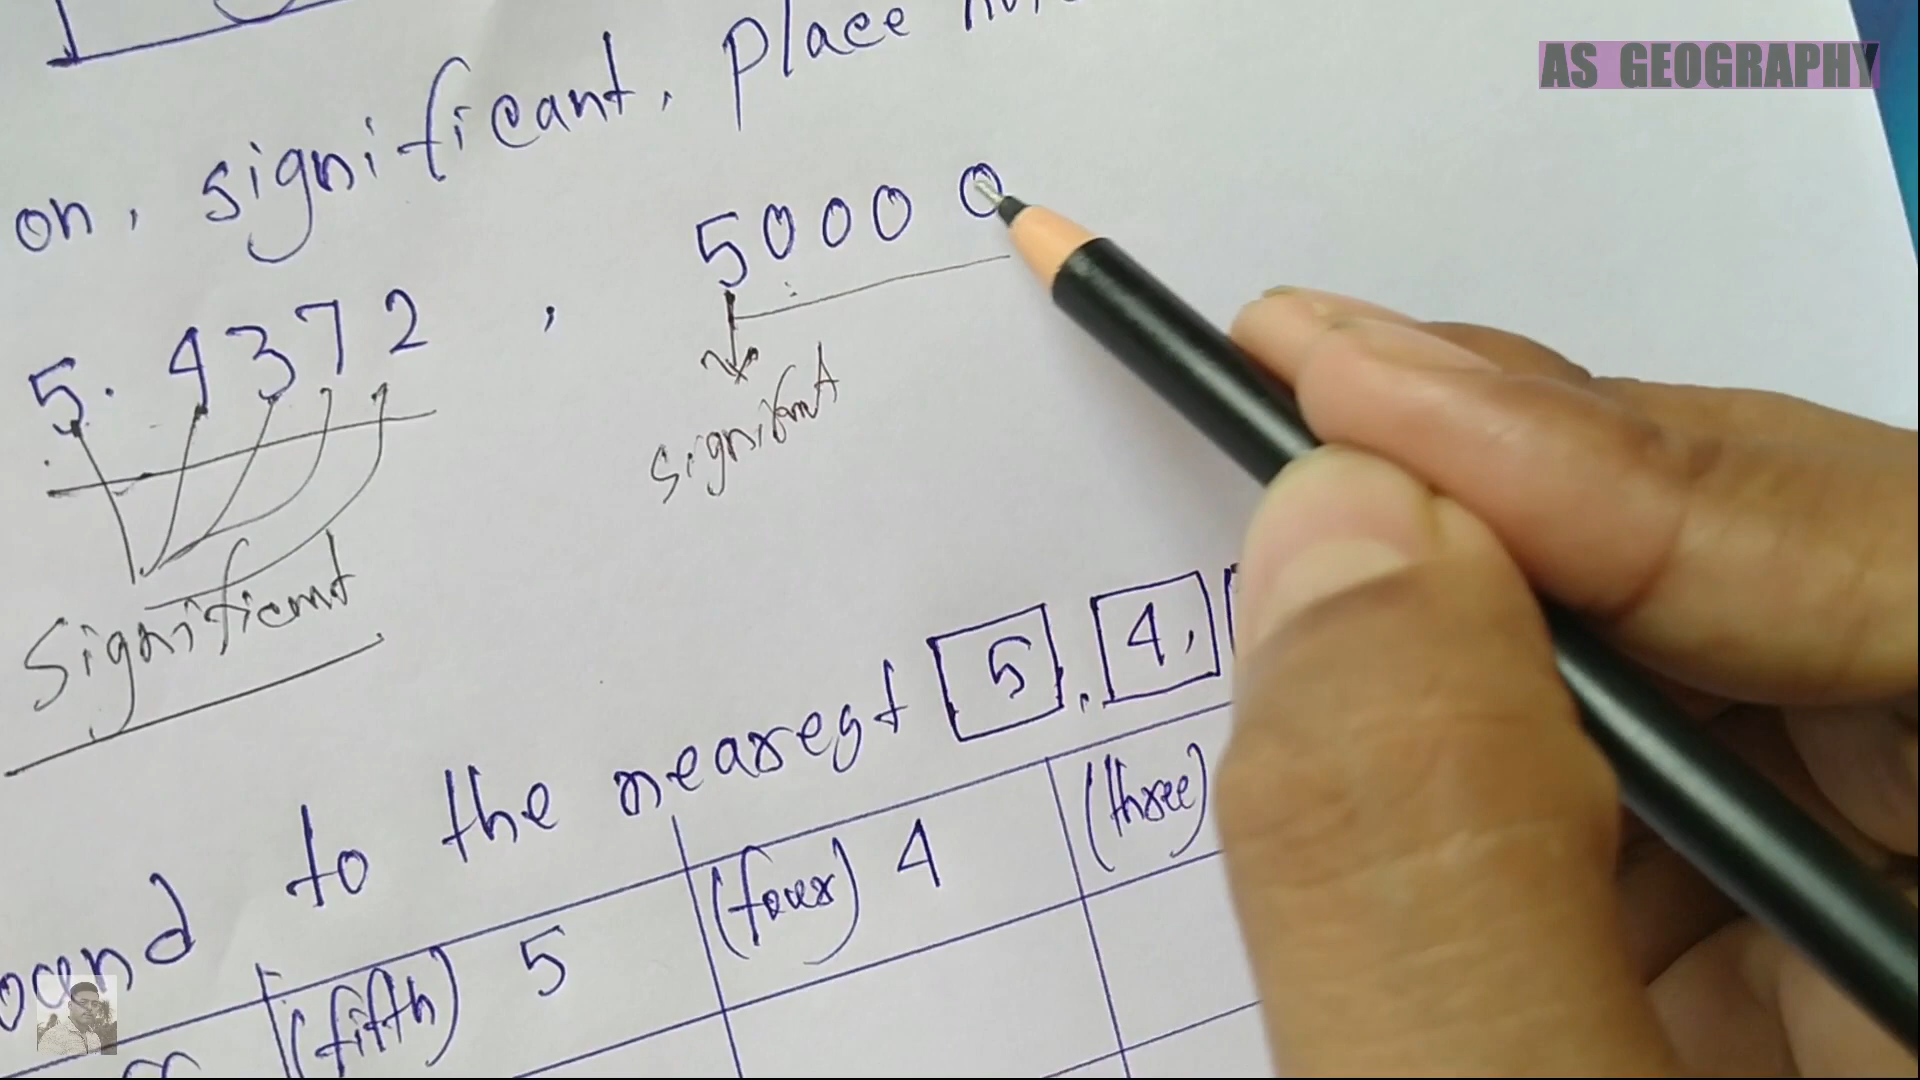 AS GEOGRAPHY
on, significant, place
5.4372, 50000
significant
significant
to the nearest 5, 4,
(fifth) 5 (four) 4 (three)